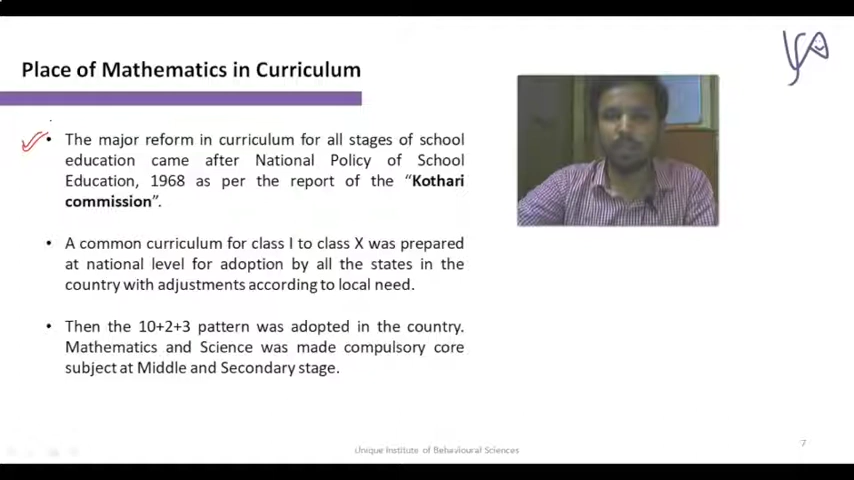 Place of Mathematics in Curriculum
• The major reform in curriculum for all stages of school
education came after National Policy of School
Education, 1968 as per the report of the “Kothari
commission”.
• A common curriculum for class I to class X was prepared
at national level for adoption by all the states in the
country with adjustments according to local need.
• Then the 10+2+3 pattern was adopted in the country.
Mathematics and Science was made compulsory core
subject at Middle and Secondary stage.
Unique Institute of Behavioural Sciences
7